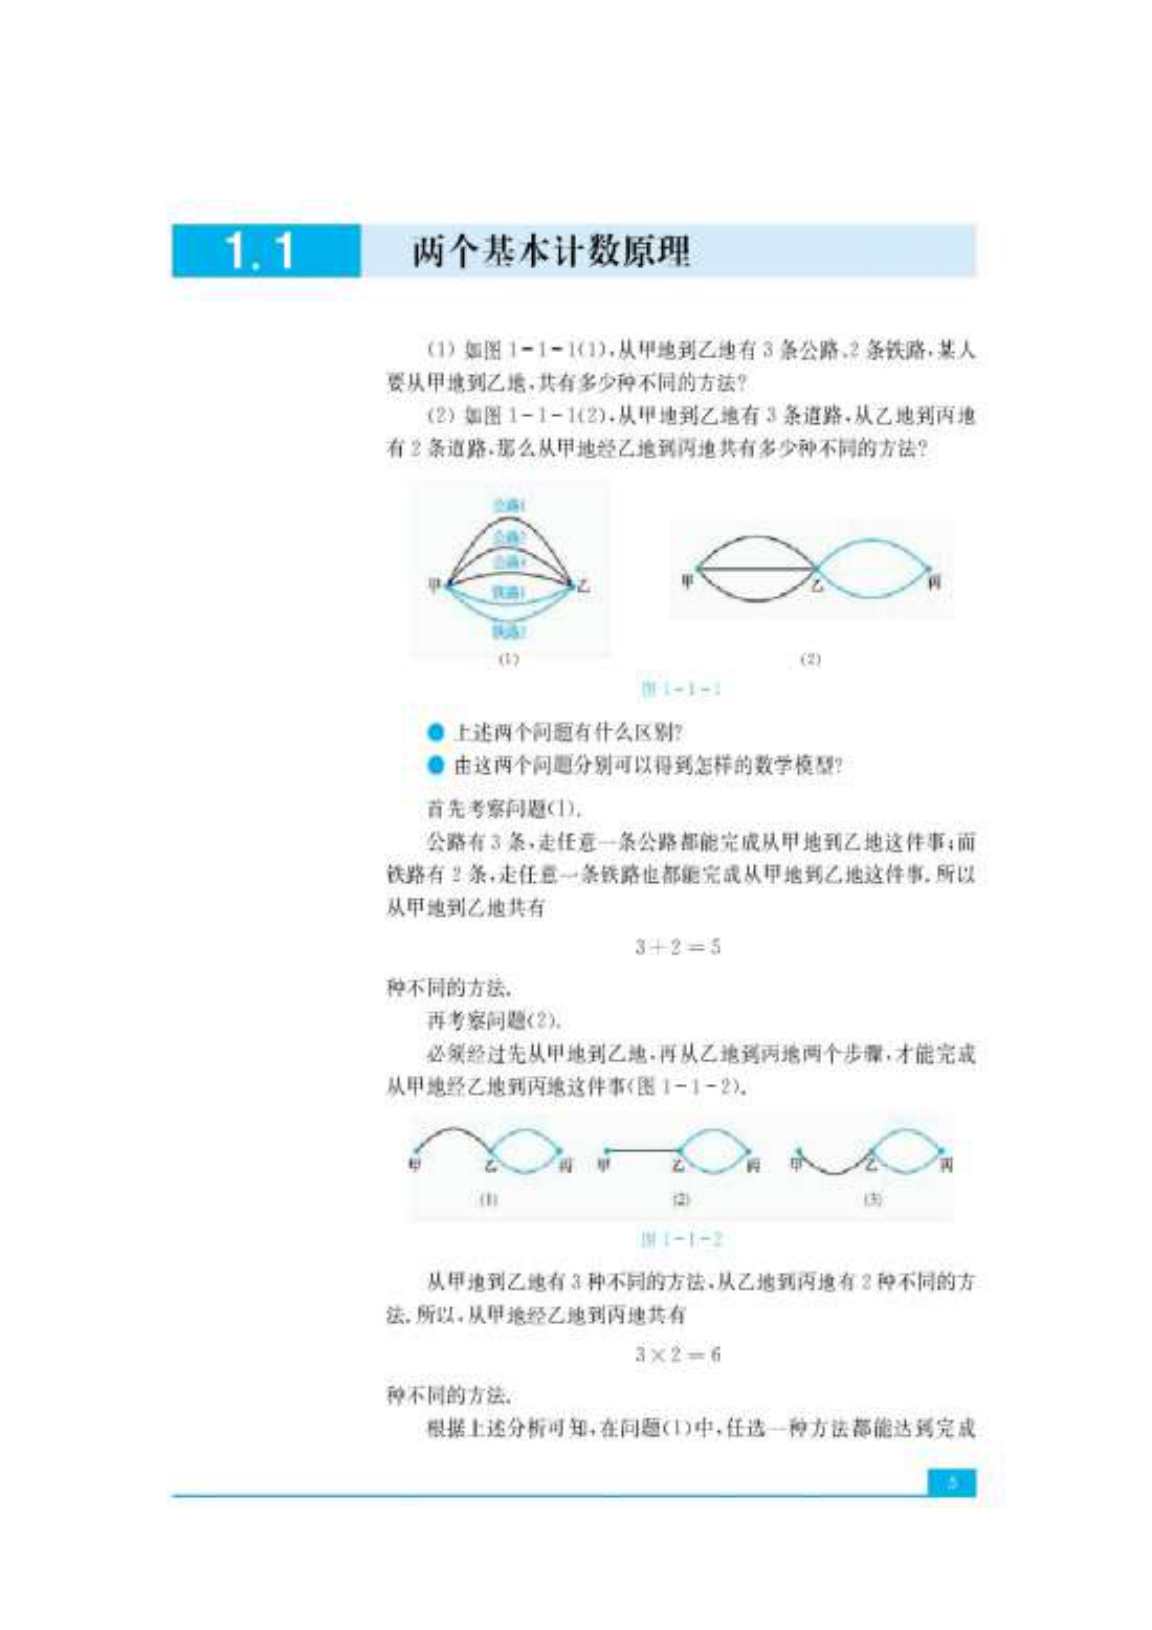 1.1 两个基本计数原理
(1) 如图 1-1-1(1),从甲地到乙地有 3 条公路、2 条铁路,某人
要从甲地到乙地,共有多少种不同的方法?
(2) 如图 1-1-1(2),从甲地到乙地有 3 条道路,从乙地到丙地
有 2 条道路,那么从甲地经乙地到丙地共有多少种不同的方法?
公路1
公路2
公路3
甲 乙
铁路1
铁路2
(1)
甲 乙 丙
(2)
图 1-1-1
上述两个问题有什么区别?
由这两个问题分别可以得到怎样的数学模型?
首先考察问题(1).
公路有 3 条,走任意一条公路都能完成从甲地到乙地这件事;而
铁路有 2 条,走任意一条铁路也都能完成从甲地到乙地这件事.所以
从甲地到乙地共有
3+2=5
种不同的方法.
再考察问题(2).
必须经过先从甲地到乙地、再从乙地到丙地两个步骤,才能完成
从甲地经乙地到丙地这件事(图 1-1-2).
甲 乙 丙 甲 乙 丙 甲 乙 丙
(1) (2) (3)
图 1-1-2
从甲地到乙地有 3 种不同的方法,从乙地到丙地有 2 种不同的方
法.所以,从甲地经乙地到丙地共有
3×2=6
种不同的方法.
根据上述分析可知,在问题(1)中,任选一种方法都能达到完成
5